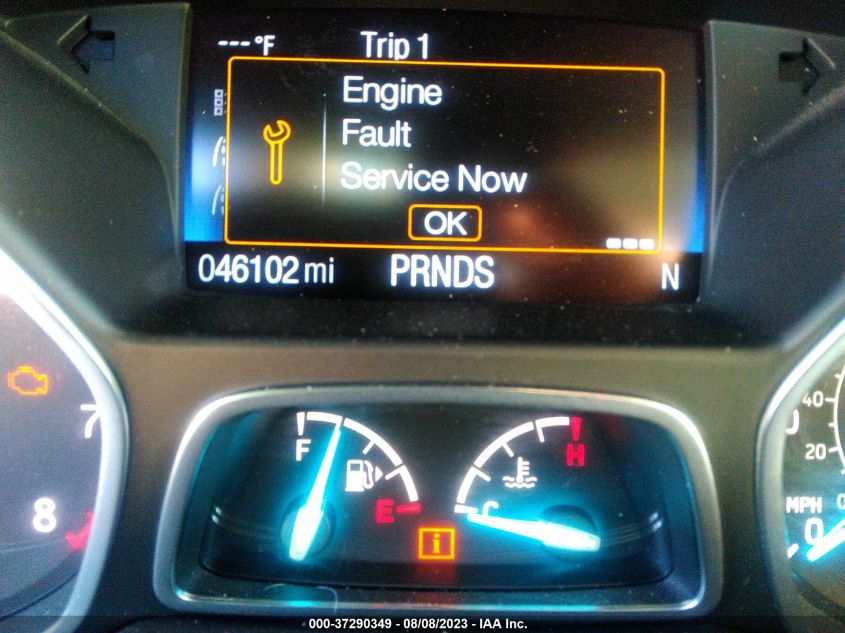 ---°F Trip 1
Engine
Fault
Service Now
OK
046102 mi PRNDS N
7
8
F
E
i
C
H
40
20
MPH
0
000-37290349 - 08/08/2023 - IAA Inc.